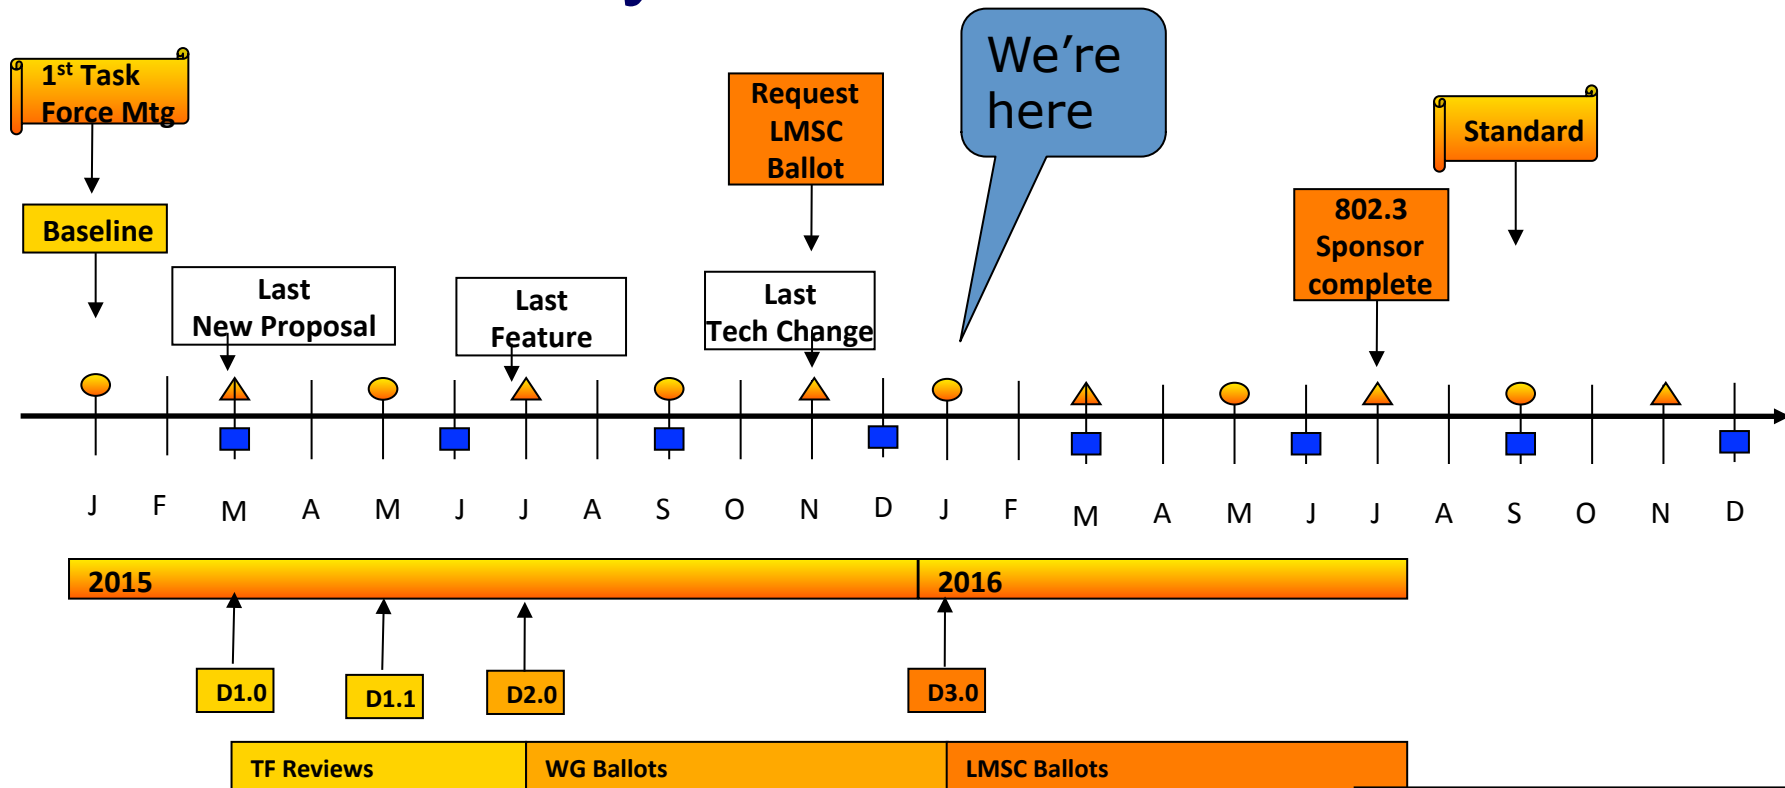 We're
here
1st Task
Force Mtg
Request
LMSC
Ballot
Standard
Baseline
802.3
Sponsor
complete
Last
New Proposal
Last
Feature
Last
Tech Change
J F M A M J J A S O N D J F M A M J J A S O N D
2015 2016
D1.0 D1.1 D2.0 D3.0
TF Reviews WG Ballots LMSC Ballots